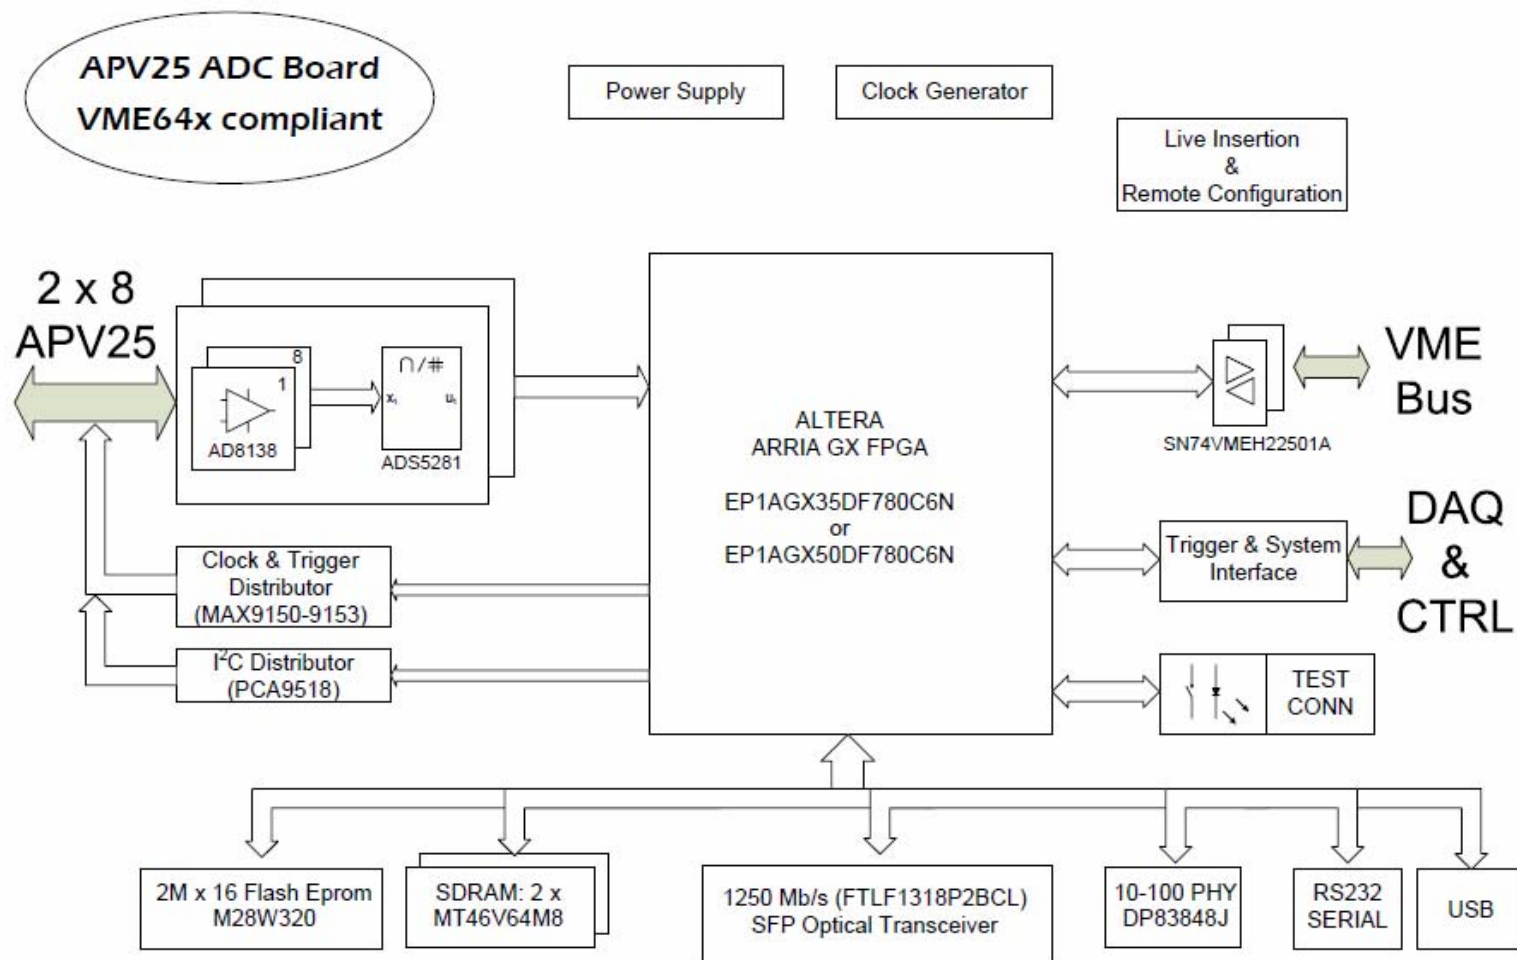 APV25 ADC Board
VME64x compliant
Power Supply
Clock Generator
Live Insertion
&
Remote Configuration
2 x 8
APV25
8
1
AD8138
∩/#
x₁
u₁
ADS5281
ALTERA
ARRIA GX FPGA
EP1AGX35DF780C6N
or
EP1AGX50DF780C6N
SN74VMEH22501A
VME
Bus
Clock & Trigger
Distributor
(MAX9150-9153)
I²C Distributor
(PCA9518)
Trigger & System
Interface
DAQ
&
CTRL
TEST
CONN
2M x 16 Flash Eprom
M28W320
SDRAM: 2 x
MT46V64M8
1250 Mb/s (FTLF1318P2BCL)
SFP Optical Transceiver
10-100 PHY
DP83848J
RS232
SERIAL
USB